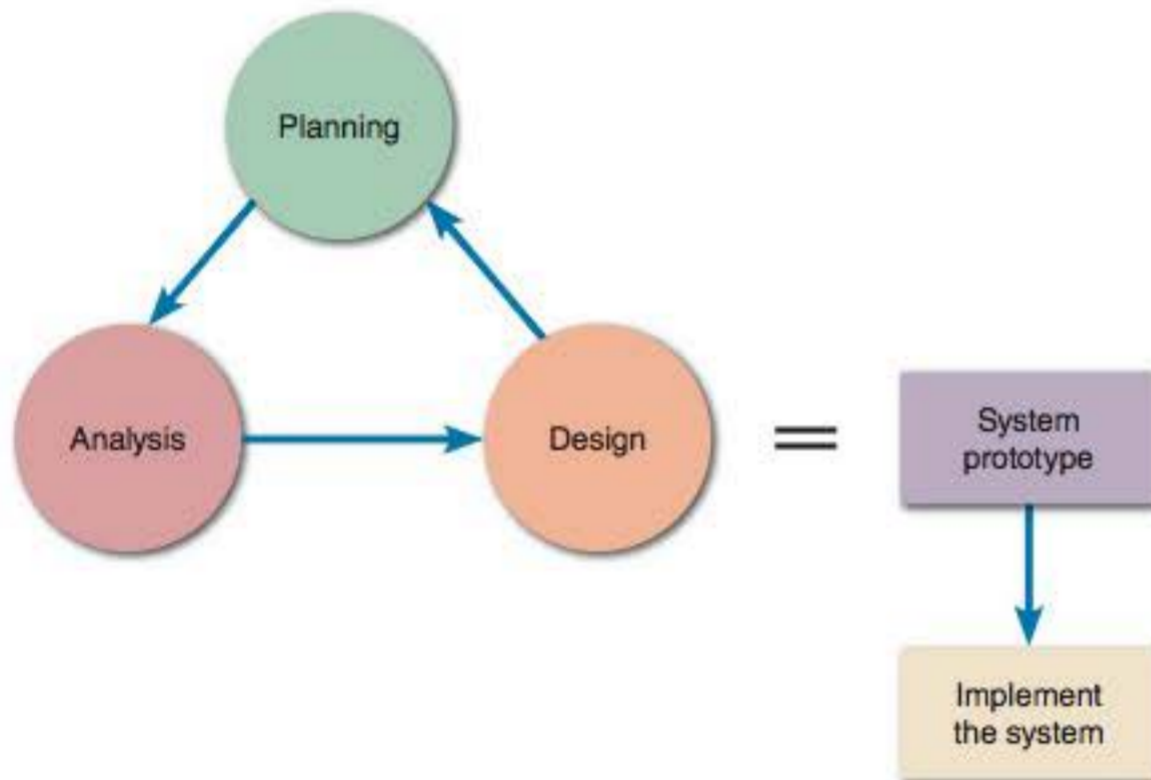 Planning
Analysis
Design
=
System
prototype
Implement
the system